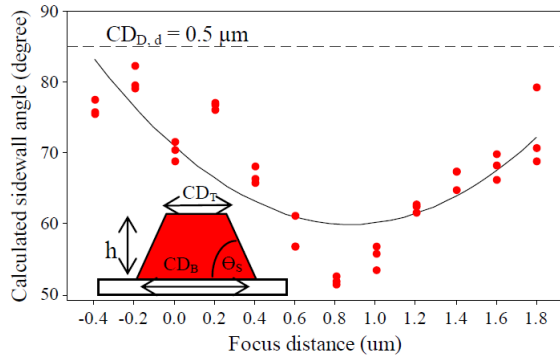 90
80
70
60
50
Calculated sidewall angle (degree)
CD_D, d = 0.5 µm
CD_T
h
CD_B
Θ_S
-0.4 -0.2 0.0 0.2 0.4 0.6 0.8 1.0 1.2 1.4 1.6 1.8
Focus distance (um)